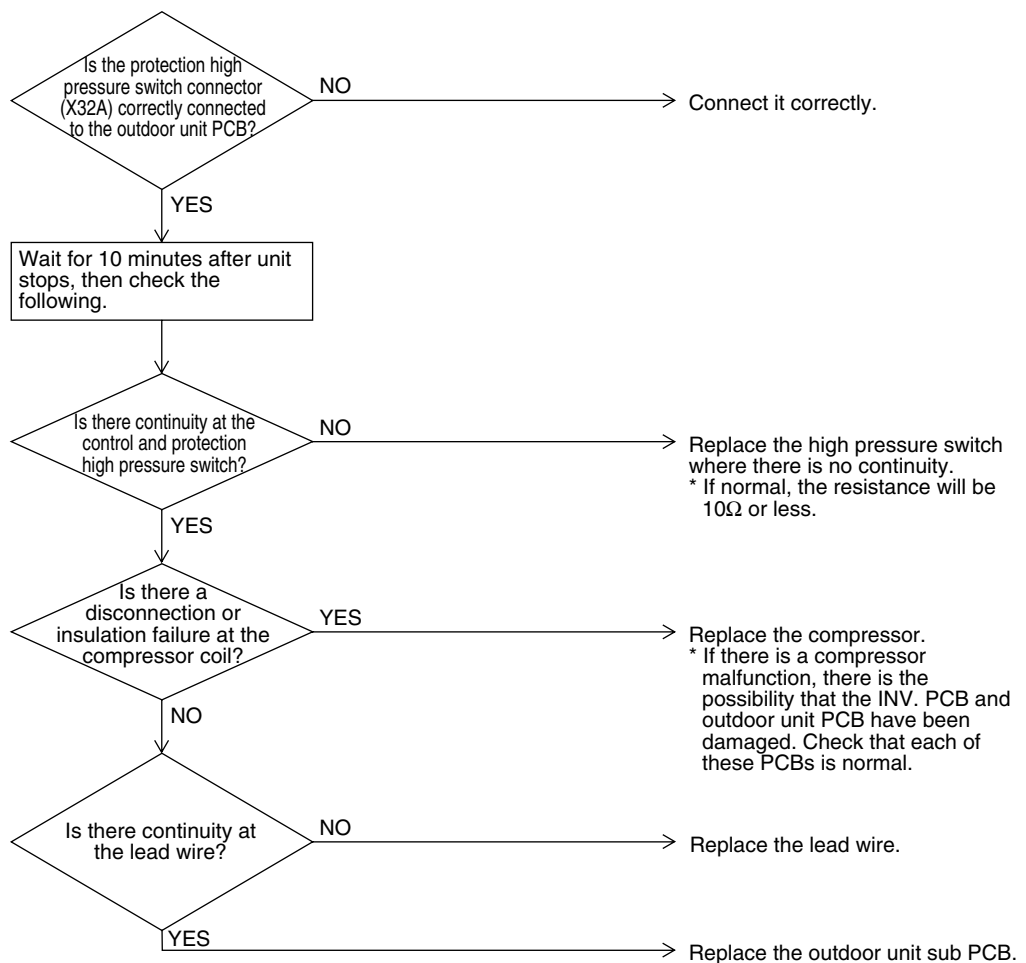 Is the protection high
pressure switch connector
(X32A) correctly connected
to the outdoor unit PCB?
NO
Connect it correctly.
YES
Wait for 10 minutes after unit
stops, then check the
following.
Is there continuity at the
control and protection
high pressure switch?
NO
Replace the high pressure switch
where there is no continuity.
* If normal, the resistance will be
10Ω or less.
YES
Is there a
disconnection or
insulation failure at the
compressor coil?
YES
Replace the compressor.
* If there is a compressor
malfunction, there is the
possibility that the INV. PCB and
outdoor unit PCB have been
damaged. Check that each of
these PCBs is normal.
NO
Is there continuity at
the lead wire?
NO
Replace the lead wire.
YES
Replace the outdoor unit sub PCB.